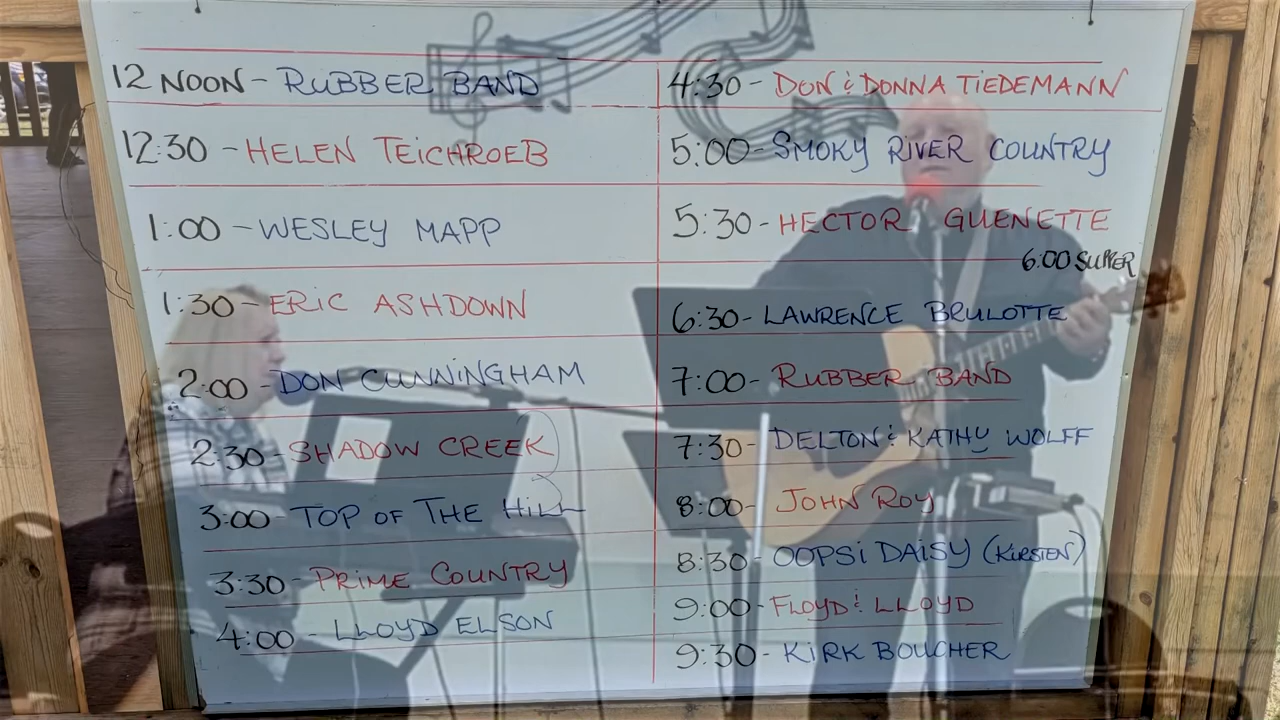 12 NOON - RUBBER BAND
12:30 - HELEN TEICHROEB
1:00 - WESLEY MAPP
1:30 - ERIC ASHDOWN
2:00 - DON CUNNINGHAM
2:30 - SHADOW CREEK
3:00 - TOP OF THE HILL
3:30 - PRIME COUNTRY
4:00 - LLOYD ELSON
4:30 - DON & DONNA TIEDEMANN
5:00 - SMOKY RIVER COUNTRY
5:30 - HECTOR GUENETTE
6:00 SUPPER
6:30 - LAWRENCE BRULOTTE
7:00 - RUBBER BAND
7:30 - DELTON & KATHY WOLFF
8:00 - JOHN ROY
8:30 - OOPSI DAISY (KIRSTEN)
9:00 - FLOYD & LLOYD
9:30 - KIRK BOUCHER